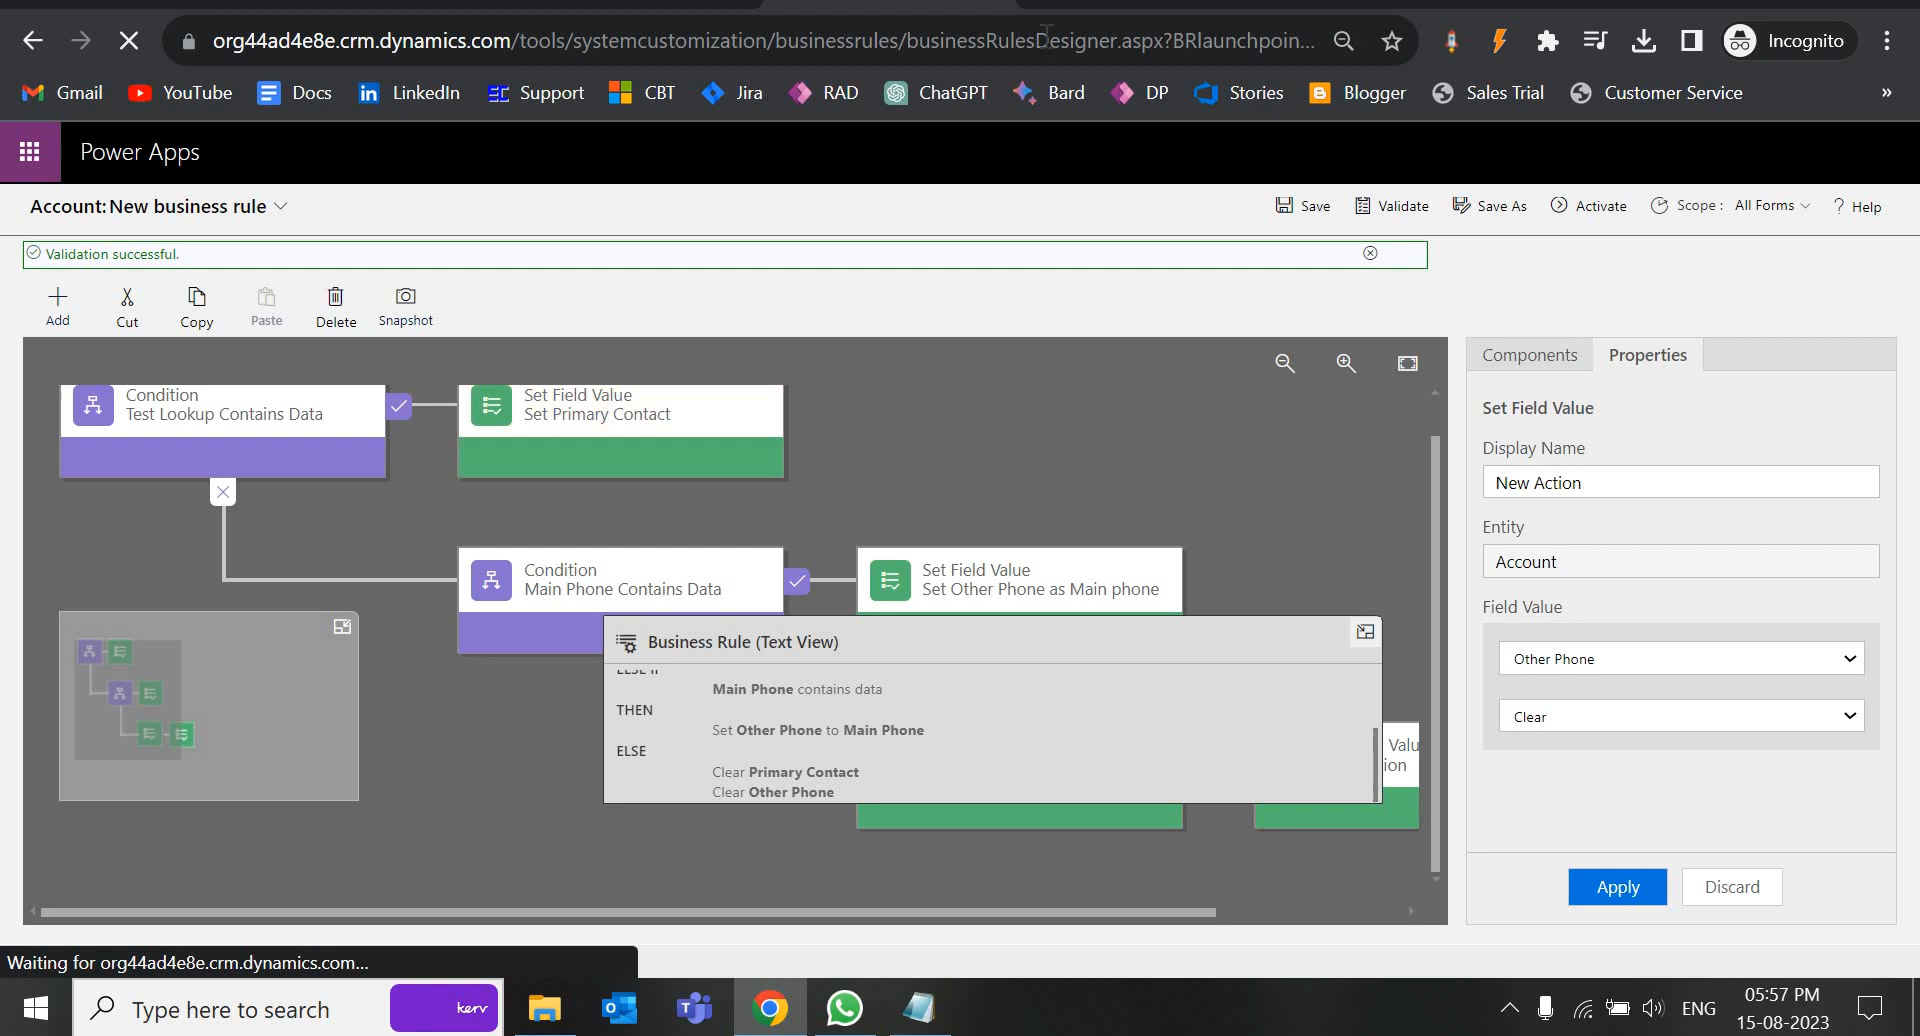 org44ad4e8e.crm.dynamics.com/tools/systemcustomization/businessrules/businessRulesDesigner.aspx?BRlaunchpoin...
Incognito
Gmail YouTube Docs LinkedIn Support CBT Jira RAD ChatGPT Bard DP Stories Blogger Sales Trial Customer Service »
Power Apps
Account: New business rule
Save Validate Save As Activate Scope : All Forms ? Help
Validation successful.
Add Cut Copy Paste Delete Snapshot
Condition
Test Lookup Contains Data
Set Field Value
Set Primary Contact
Condition
Main Phone Contains Data
Set Field Value
Set Other Phone as Main phone
Business Rule (Text View)
ELSE IF
Main Phone contains data
THEN
Set Other Phone to Main Phone
ELSE
Clear Primary Contact
Clear Other Phone
Valu
ion
Components Properties
Set Field Value
Display Name
New Action
Entity
Account
Field Value
Other Phone
Clear
Apply Discard
Waiting for org44ad4e8e.crm.dynamics.com...
Type here to search
kerv
ENG
05:57 PM
15-08-2023